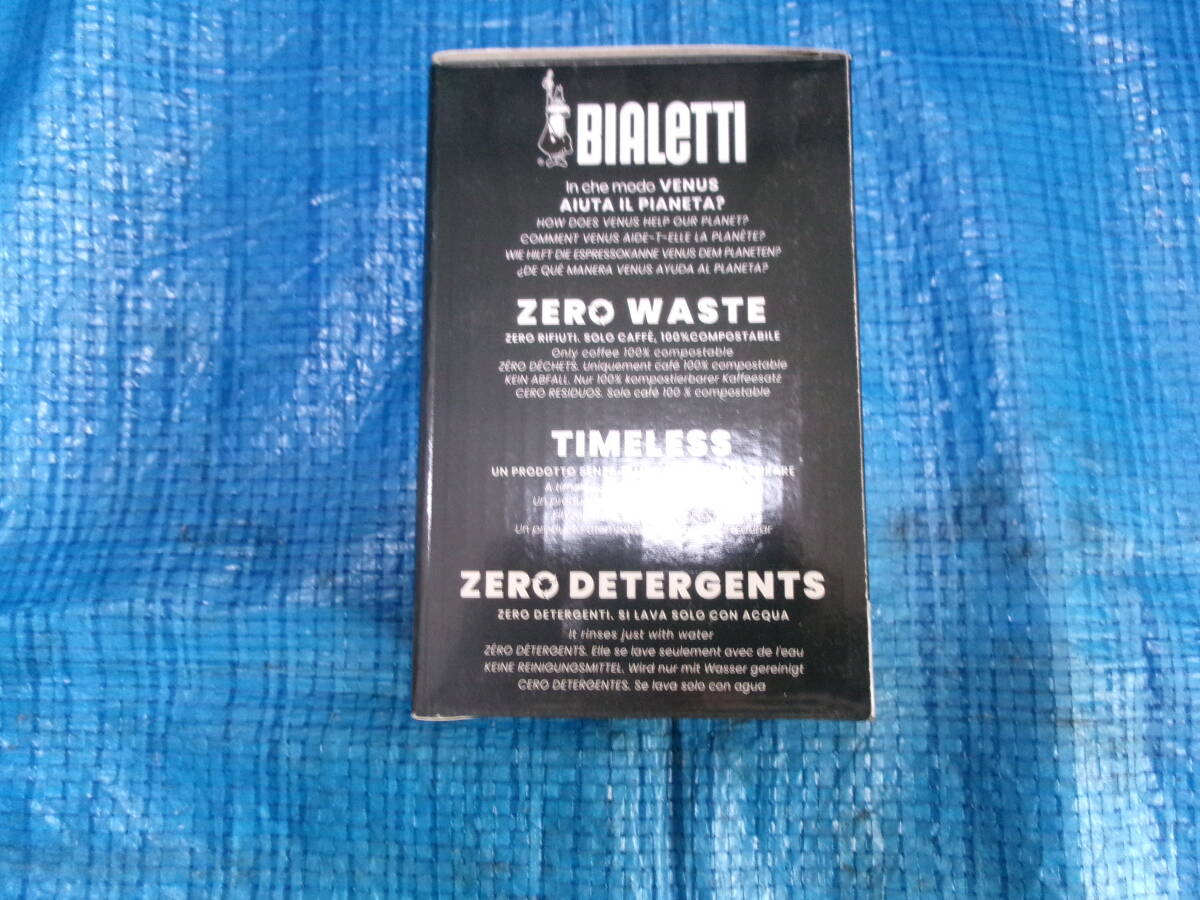 BIALETTI
In che modo VENUS
AIUTA IL PIANETA?
HOW DOES VENUS HELP OUR PLANET?
COMMENT VENUS AIDE-T-ELLE LA PLANÈTE?
WIE HILFT DIE ESPRESSOKANNE VENUS DEM PLANETEN?
¿DE QUÉ MANERA VENUS AYUDA AL PLANETA?
ZERO WASTE
ZERO RIFIUTI. SOLO CAFFÈ, 100%COMPOSTABILE
Only coffee 100% compostable
ZÉRO DÉCHETS. Uniquement café 100% compostable
KEIN ABFALL. Nur 100% kompostierbarer Kaffeesatz
CERO RESIDUOS. Solo café 100 % compostable
TIMELESS
UN PRODOTTO
A
Un
Un
ZERO DETERGENTS
ZERO DETERGENTI. SI LAVA SOLO CON ACQUA
It rinses just with water
ZÉRO DÉTERGENTS. Elle se lave seulement avec de l'eau
KEINE REINIGUNGSMITTEL. Wird nur mit Wasser gereinigt
CERO DETERGENTES. Se lava solo con agua